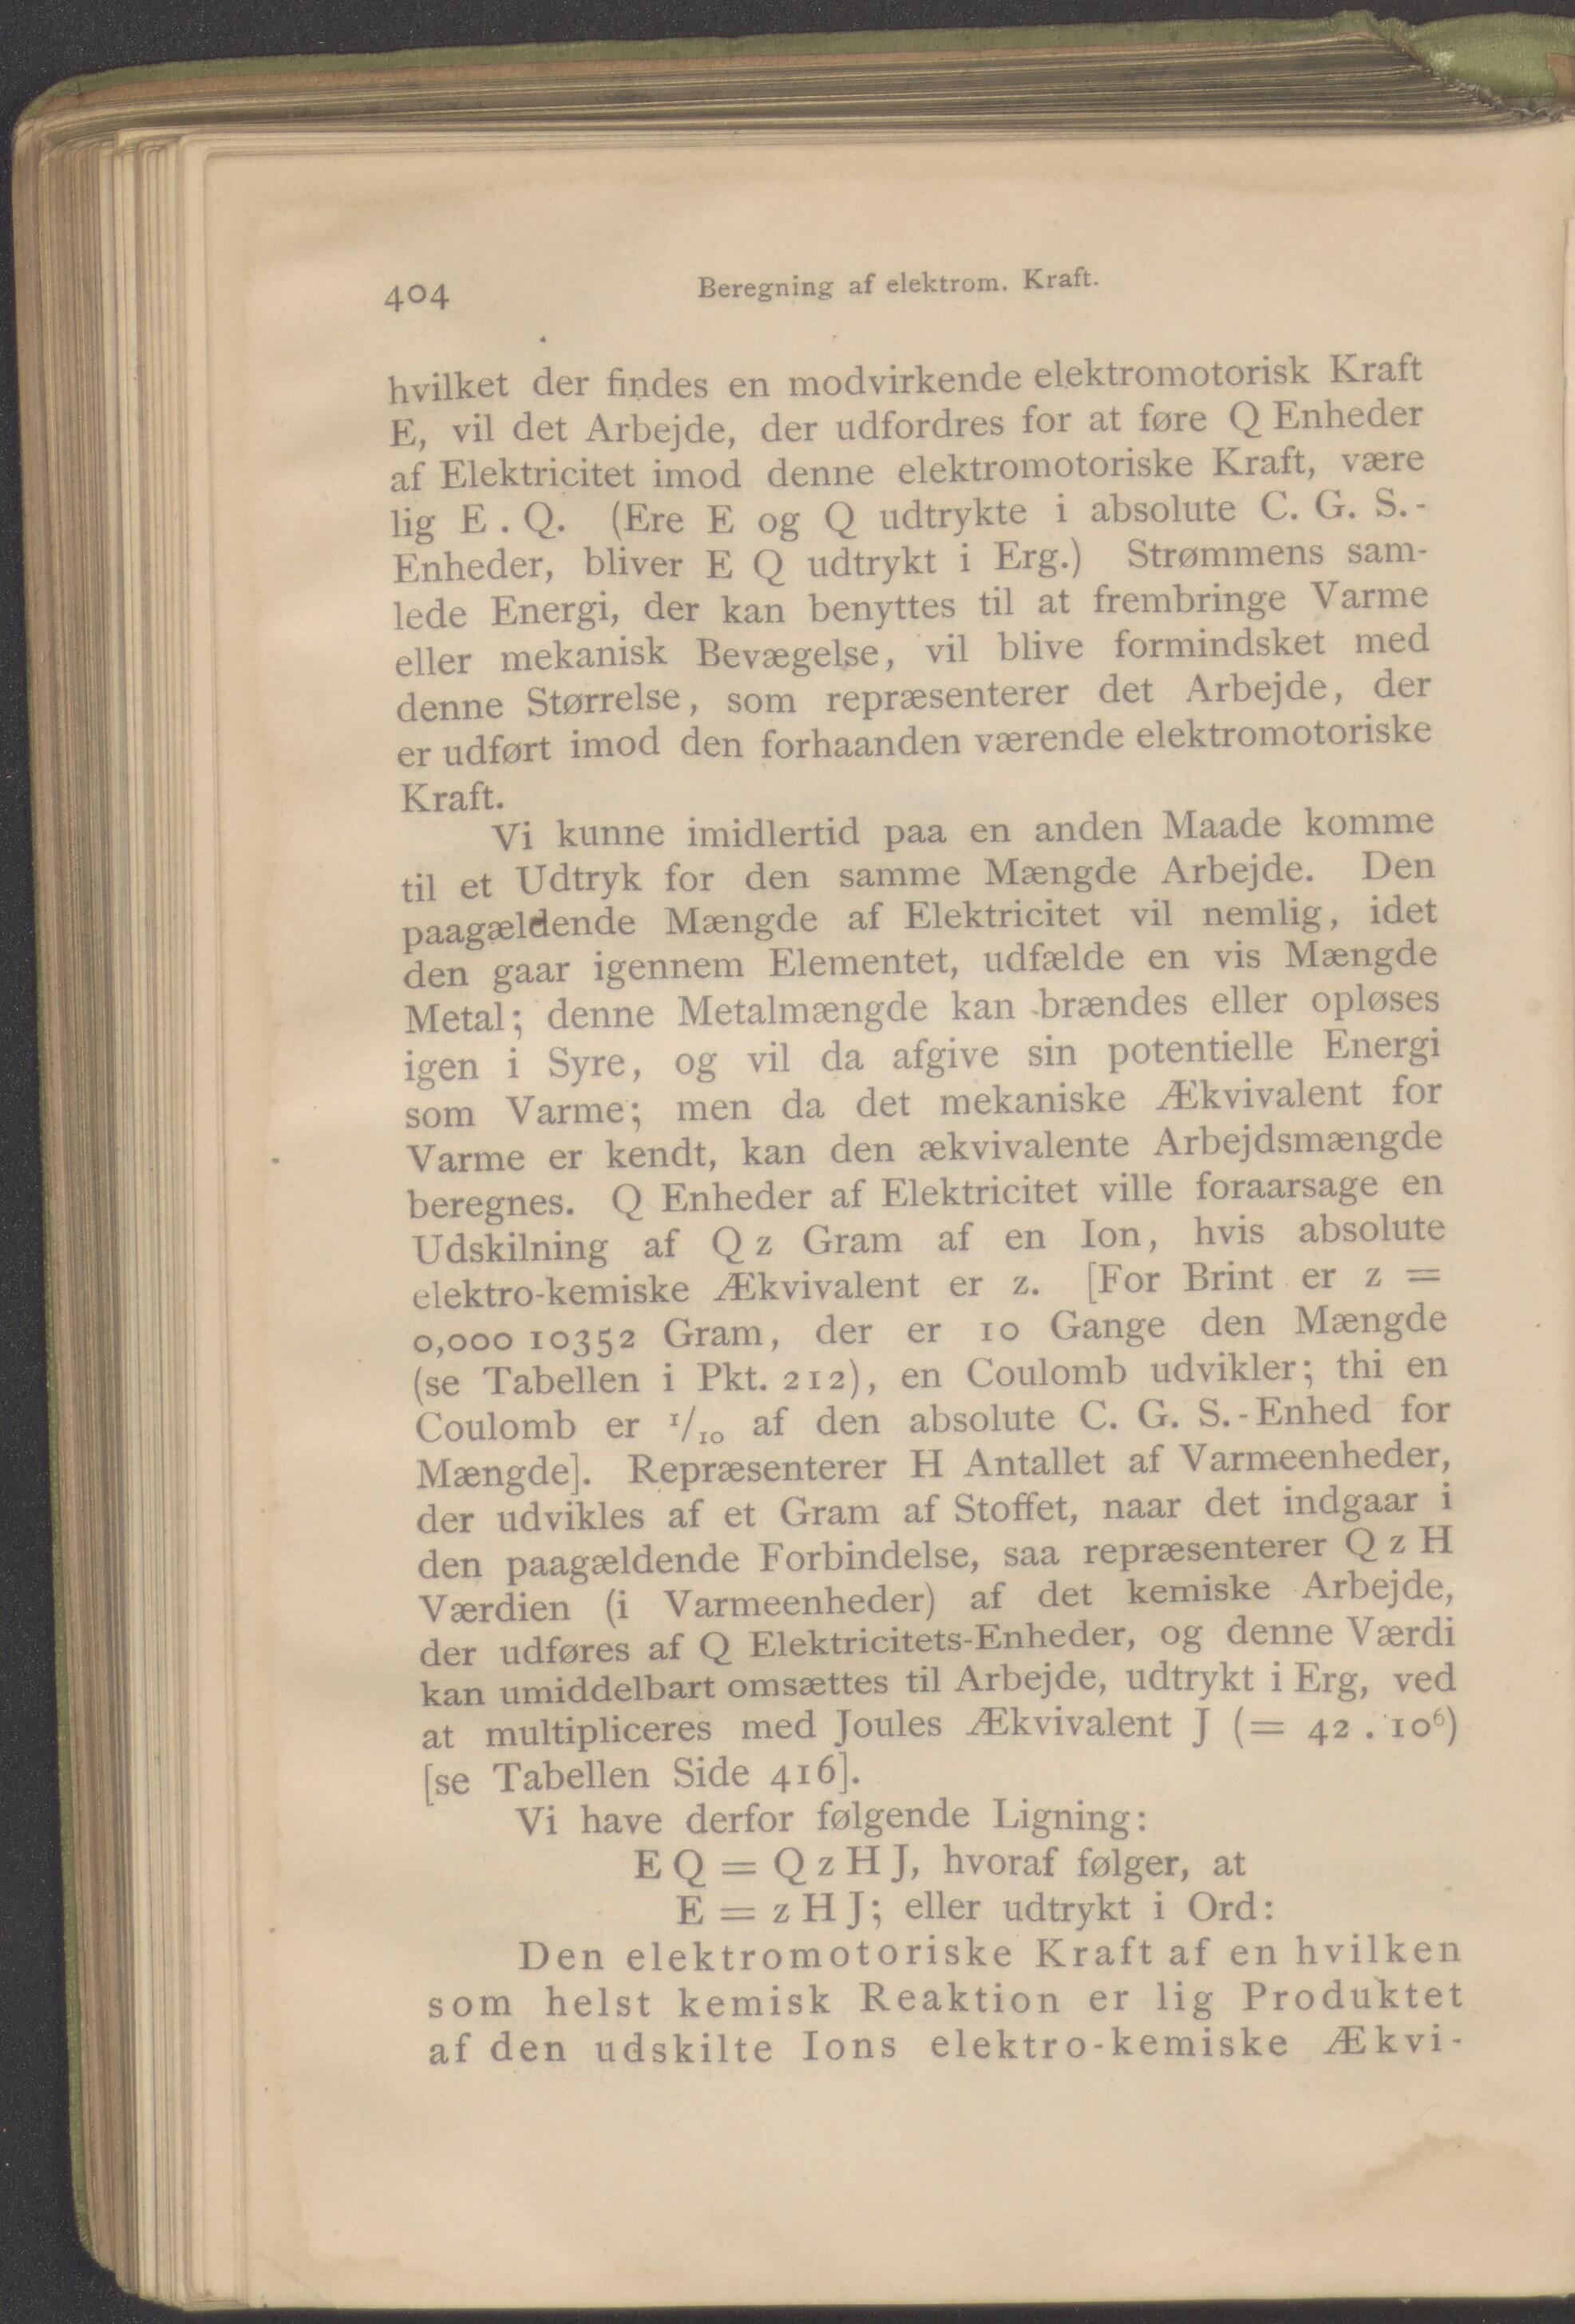 404
Beregning af elektrom. Kraft.
hvilket der findes en modvirkende elektromotorisk Kraft
E, vil det Arbejde, der udfordres for at føre Q Enheder
af Elektricitet imod denne elektromotoriske Kraft, være
lig E . Q. (Ere E og Q udtrykte i absolute C. G. S.-
Enheder, bliver E Q udtrykt i Erg.) Strømmens sam-
lede Energi, der kan benyttes til at frembringe Varme
eller mekanisk Bevægelse, vil blive formindsket med
denne Størrelse, som repræsenterer det Arbejde, der
er udført imod den forhaanden værende elektromotoriske
Kraft.
Vi kunne imidlertid paa en anden Maade komme
til et Udtryk for den samme Mængde Arbejde. Den
paagældende Mængde af Elektricitet vil nemlig, idet
den gaar igennem Elementet, udfælde en vis Mængde
Metal; denne Metalmængde kan brændes eller opløses
igen i Syre, og vil da afgive sin potentielle Energi
som Varme; men da det mekaniske Ækvivalent for
Varme er kendt, kan den ækvivalente Arbejdsmængde
beregnes. Q Enheder af Elektricitet ville foraarsage en
Udskilning af Q z Gram af en Ion, hvis absolute
elektro-kemiske Ækvivalent er z. [For Brint er z =
0,000 10352 Gram, der er 10 Gange den Mængde
(se Tabellen i Pkt. 212), en Coulomb udvikler; thi en
Coulomb er 1/10 af den absolute C. G. S.-Enhed for
Mængde]. Repræsenterer H Antallet af Varmeenheder,
der udvikles af et Gram af Stoffet, naar det indgaar i
den paagældende Forbindelse, saa repræsenterer Q z H
Værdien (i Varmeenheder) af det kemiske Arbejde,
der udføres af Q Elektricitets-Enheder, og denne Værdi
kan umiddelbart omsættes til Arbejde, udtrykt i Erg, ved
at multipliceres med Joules Ækvivalent J (= 42 . 10⁶)
[se Tabellen Side 416].
Vi have derfor følgende Ligning:
E Q = Q z H J, hvoraf følger, at
E = z H J; eller udtrykt i Ord:
Den elektromotoriske Kraft af en hvilken
som helst kemisk Reaktion er lig Produktet
af den udskilte Ions elektro-kemiske Ækvi-